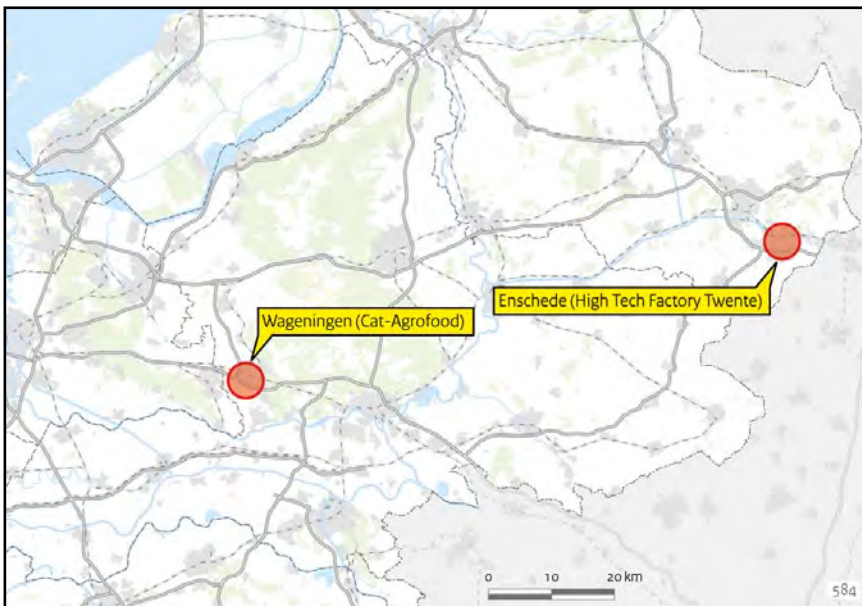 Enschede (High Tech Factory Twente)
Wageningen (Cat-Agrofood)
0 10 20 km
584